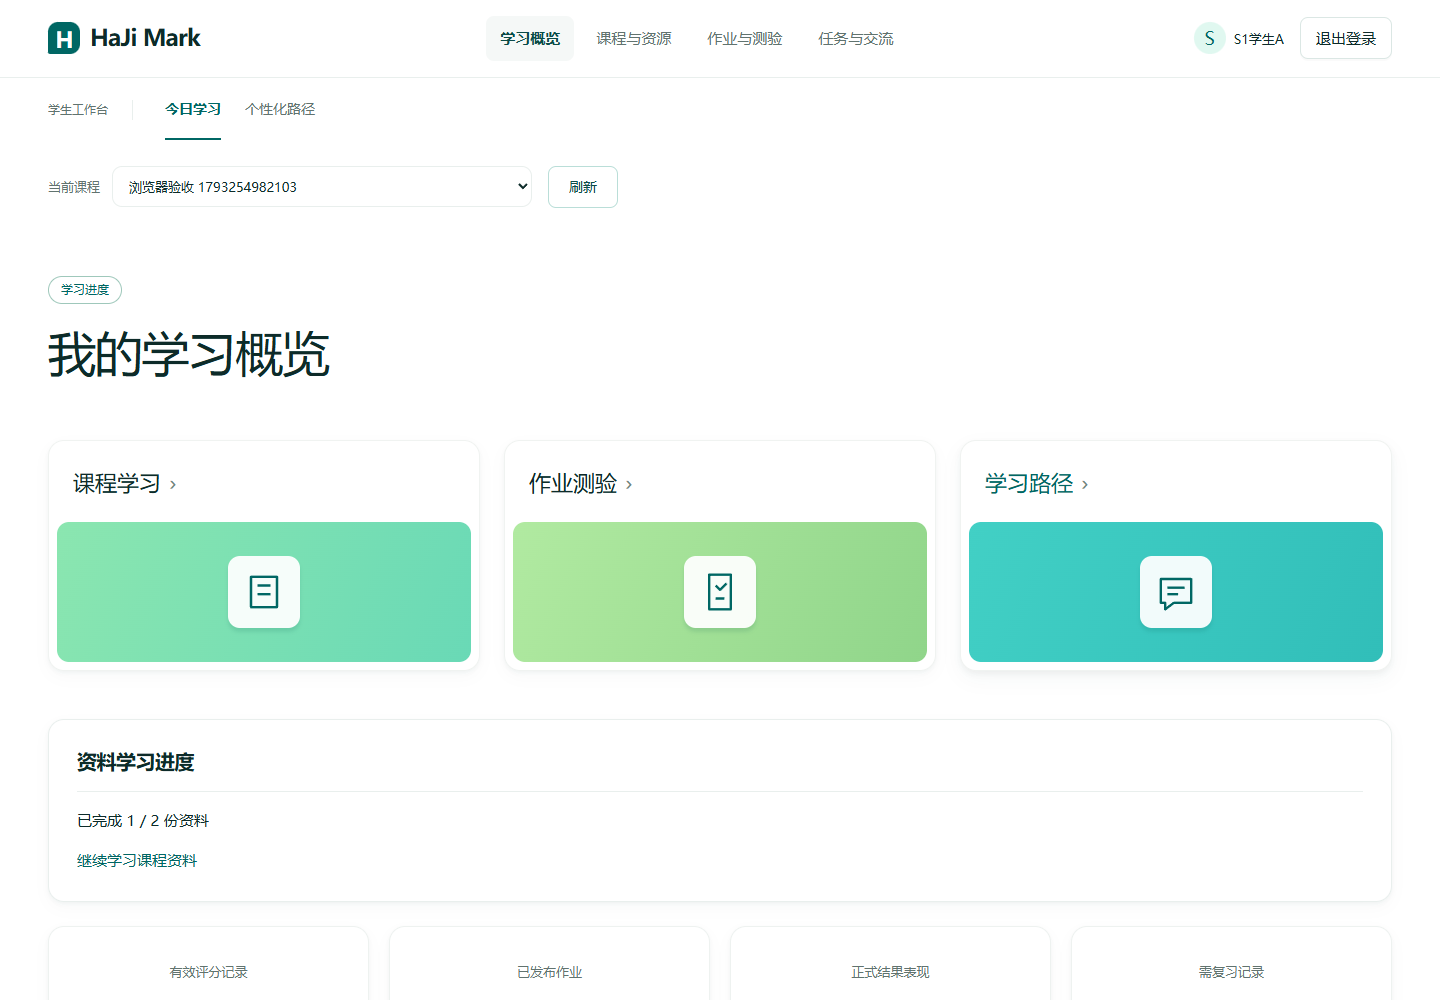 H HaJi Mark
学习概览
课程与资源
作业与测验
任务与交流
S S1学生A
退出登录
学生工作台
今日学习
个性化路径
当前课程
浏览器验收 1793254982103
刷新
学习进度
我的学习概览
课程学习 ›
作业测验 ›
学习路径 ›
资料学习进度
已完成 1 / 2 份资料
继续学习课程资料
有效评分记录
已发布作业
正式结果表现
需复习记录